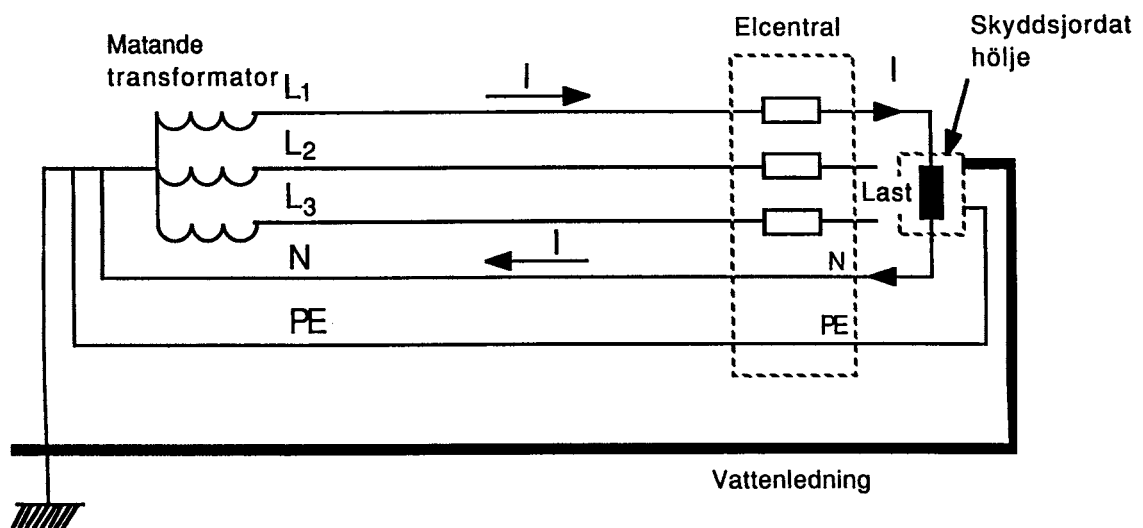 Matande
transformator
Elcentral
Skyddsjordat
hölje
I
I
L1
L2
L3
Last
I
N
N
PE
PE
Vattenledning